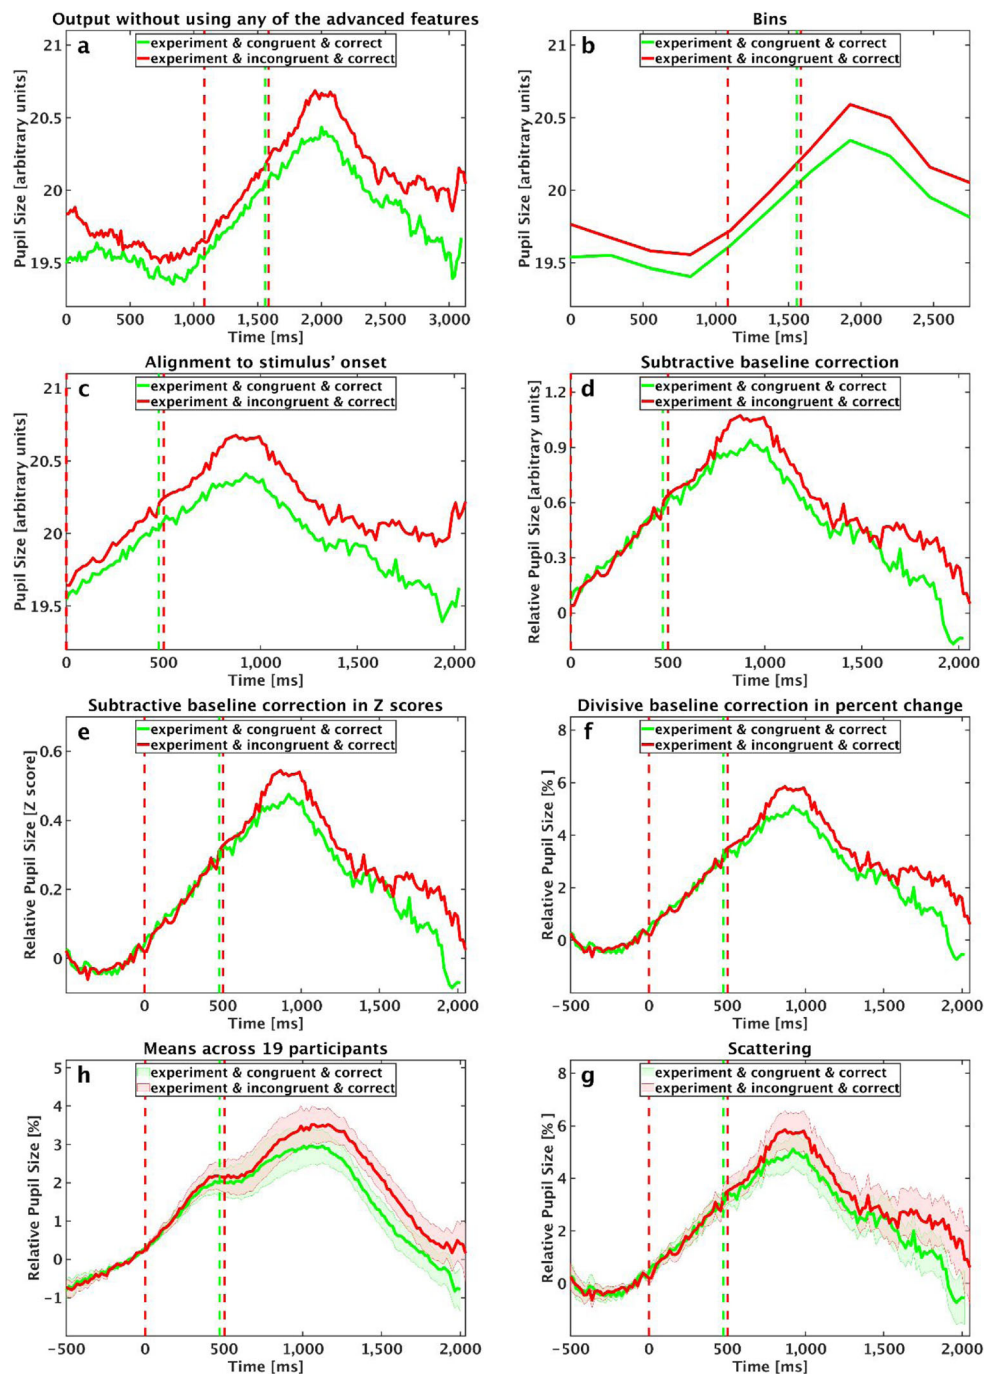 Output without using any of the advanced features
a
experiment & congruent & correct
experiment & incongruent & correct
Pupil Size [arbitrary units]
21
20.5
20
19.5
0 500 1,000 1,500 2,000 2,500 3,000
Time [ms]
Bins
b
experiment & congruent & correct
experiment & incongruent & correct
Pupil Size [arbitrary units]
21
20.5
20
19.5
0 500 1,000 1,500 2,000 2,500
Time [ms]
Alignment to stimulus' onset
c
experiment & congruent & correct
experiment & incongruent & correct
Pupil Size [arbitrary units]
21
20.5
20
19.5
0 500 1,000 1,500 2,000
Time [ms]
Subtractive baseline correction
d
experiment & congruent & correct
experiment & incongruent & correct
Relative Pupil Size [arbitrary units]
1.2
0.9
0.6
0.3
0
0 500 1,000 1,500 2,000
Time [ms]
Subtractive baseline correction in Z scores
e
experiment & congruent & correct
experiment & incongruent & correct
Relative Pupil Size [Z score]
0.6
0.4
0.2
0
-500 0 500 1,000 1,500 2,000
Time [ms]
Divisive baseline correction in percent change
f
experiment & congruent & correct
experiment & incongruent & correct
Relative Pupil Size [%]
8
6
4
2
0
-500 0 500 1,000 1,500 2,000
Time [ms]
Means across 19 participants
h
experiment & congruent & correct
experiment & incongruent & correct
Relative Pupil Size [%]
5
4
3
2
1
0
-1
-500 0 500 1,000 1,500 2,000
Time [ms]
Scattering
g
experiment & congruent & correct
experiment & incongruent & correct
Relative Pupil Size [%]
8
6
4
2
0
-500 0 500 1,000 1,500 2,000
Time [ms]